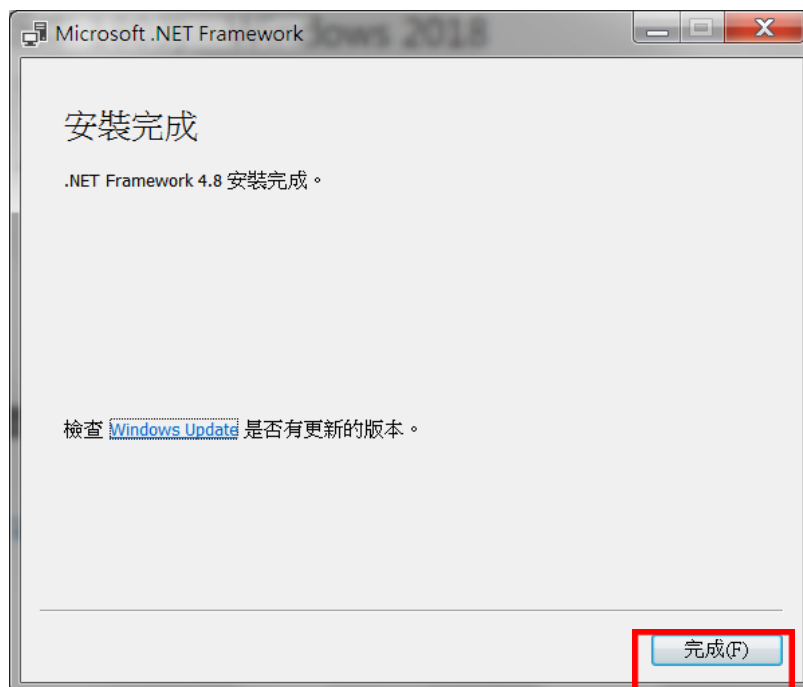 Microsoft .NET Framework
安裝完成
.NET Framework 4.8 安裝完成。
檢查 Windows Update 是否有更新的版本。
完成(F)